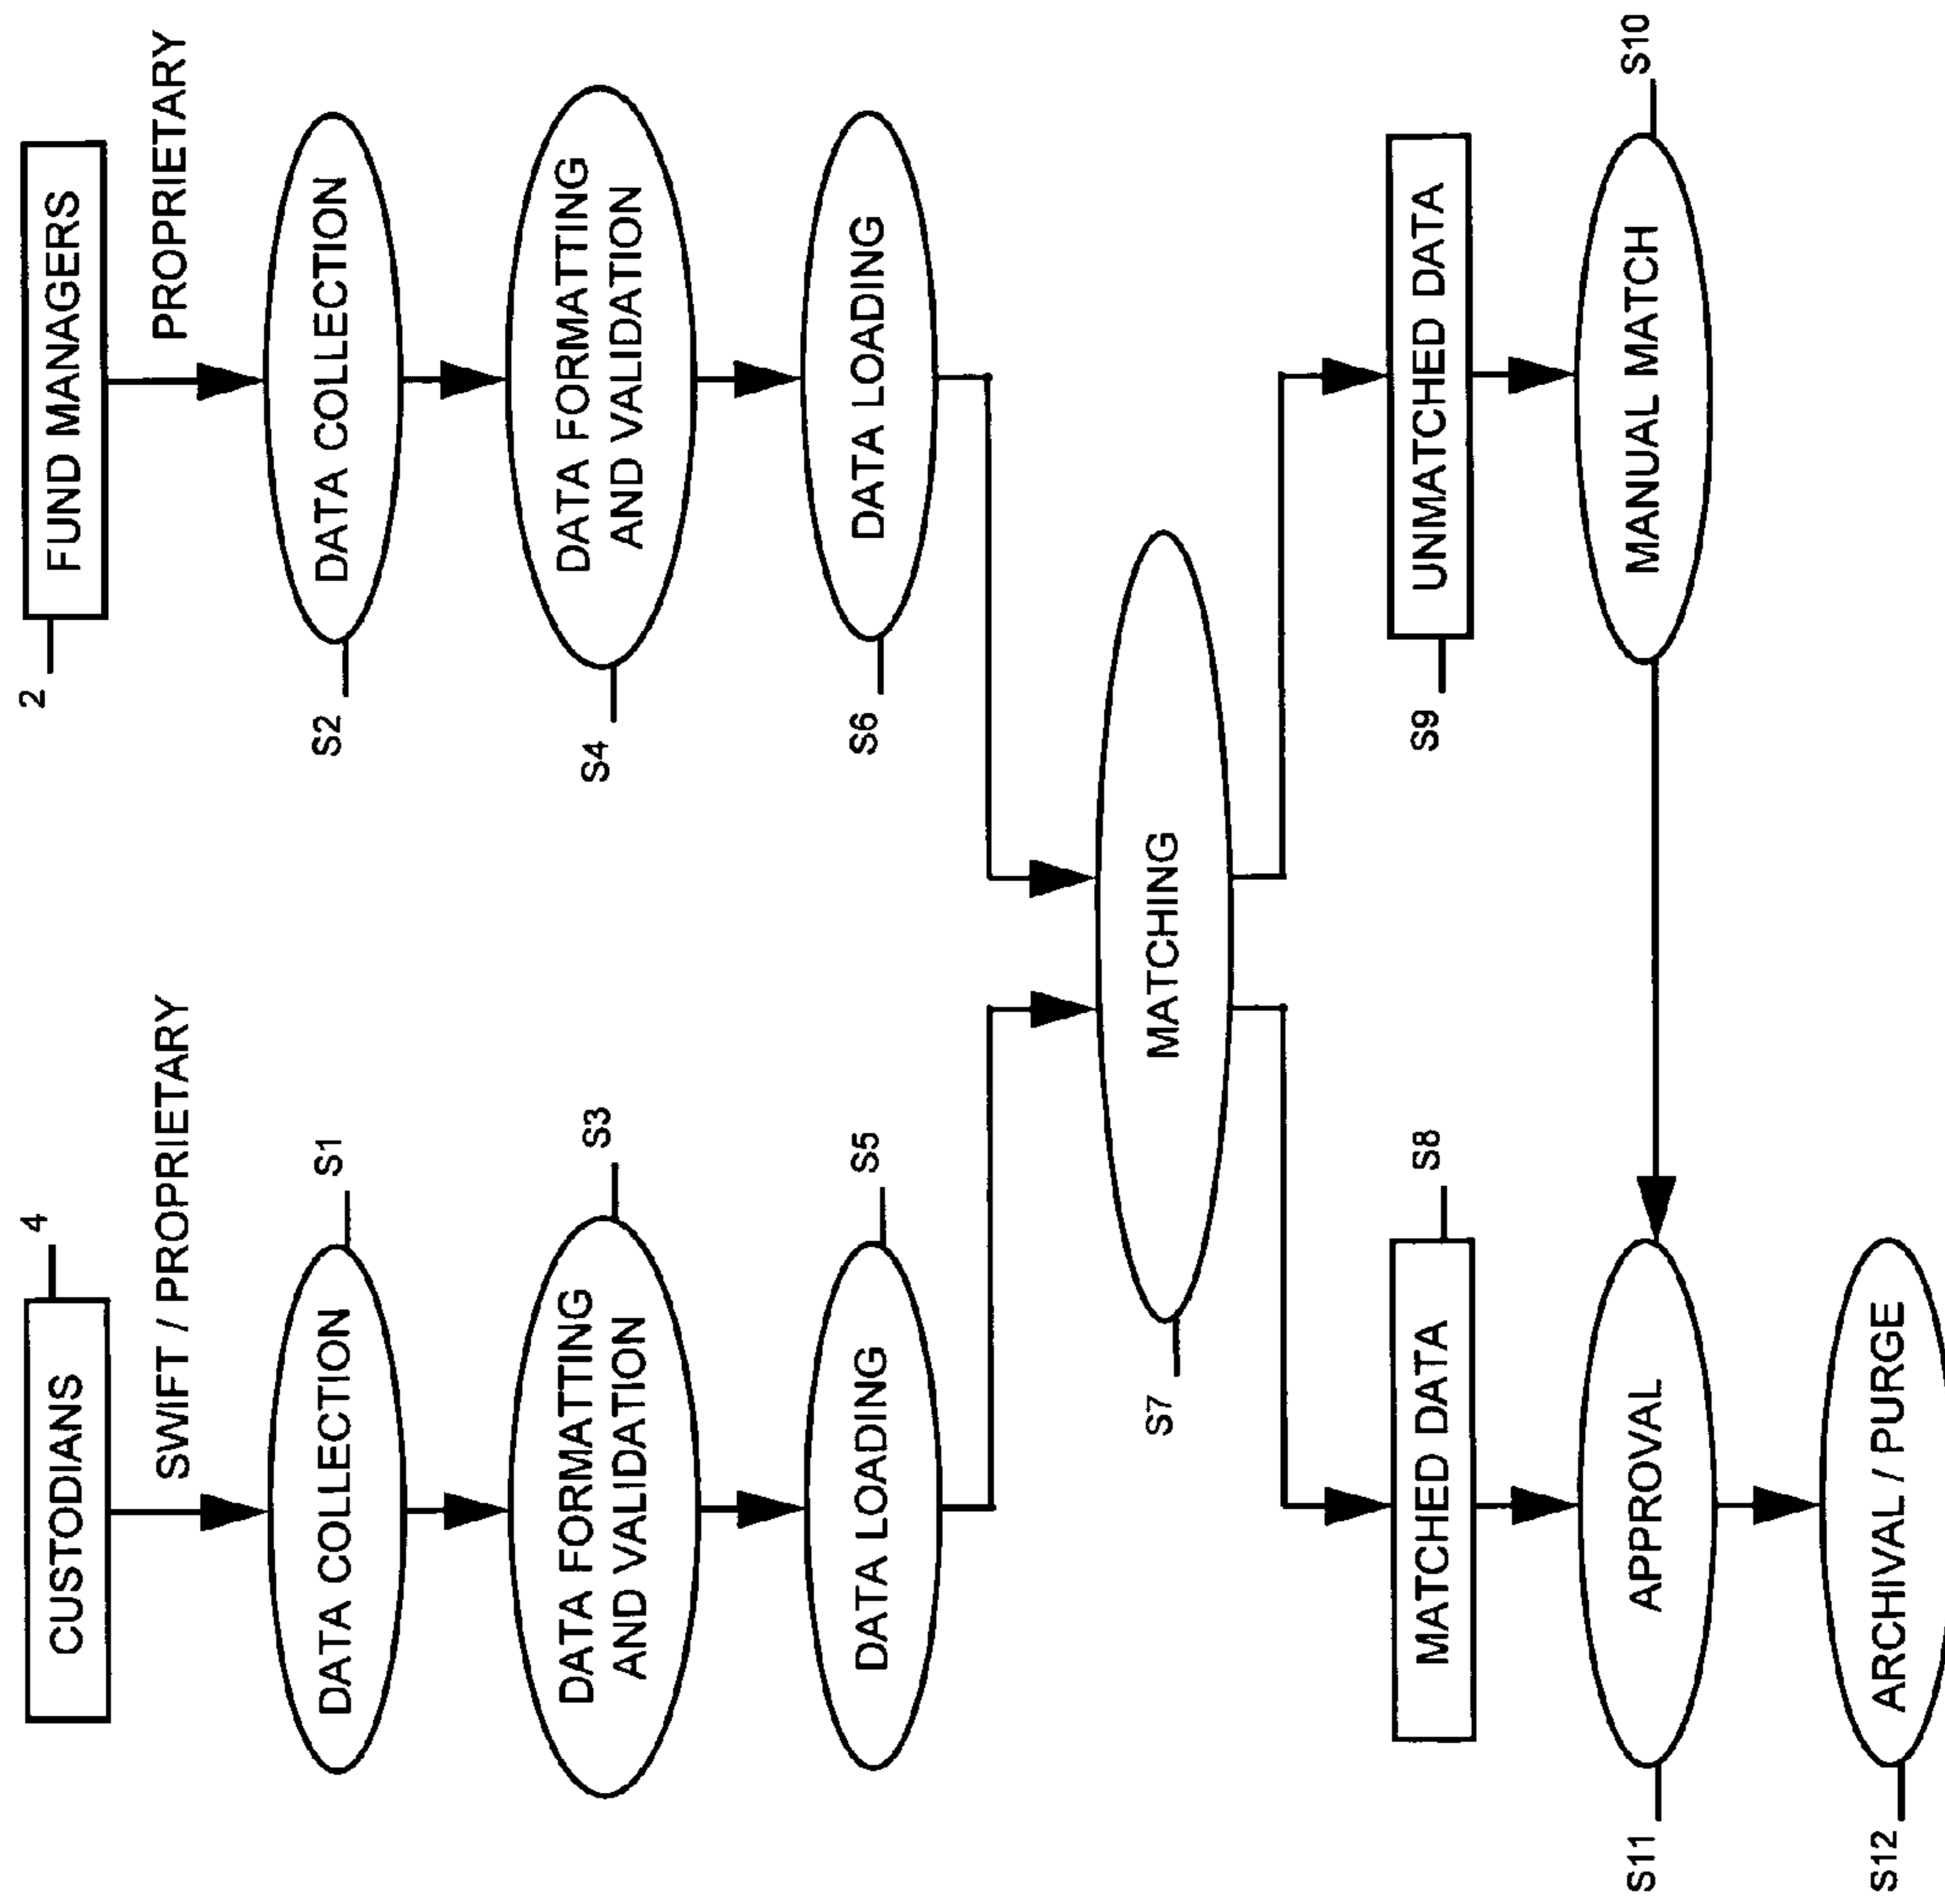 4
CUSTODIANS
SWIFT / PROPRIETARY
2
FUND MANAGERS
PROPRIETARY
DATA COLLECTION
S1
S2
DATA COLLECTION
DATA FORMATTING
AND VALIDATION
S3
S4
DATA FORMATTING
AND VALIDATION
DATA LOADING
S5
S6
DATA LOADING
S7
MATCHING
MATCHED DATA
S8
S9
UNMATCHED DATA
S11
APPROVAL
MANUAL MATCH
S10
S12
ARCHIVAL / PURGE